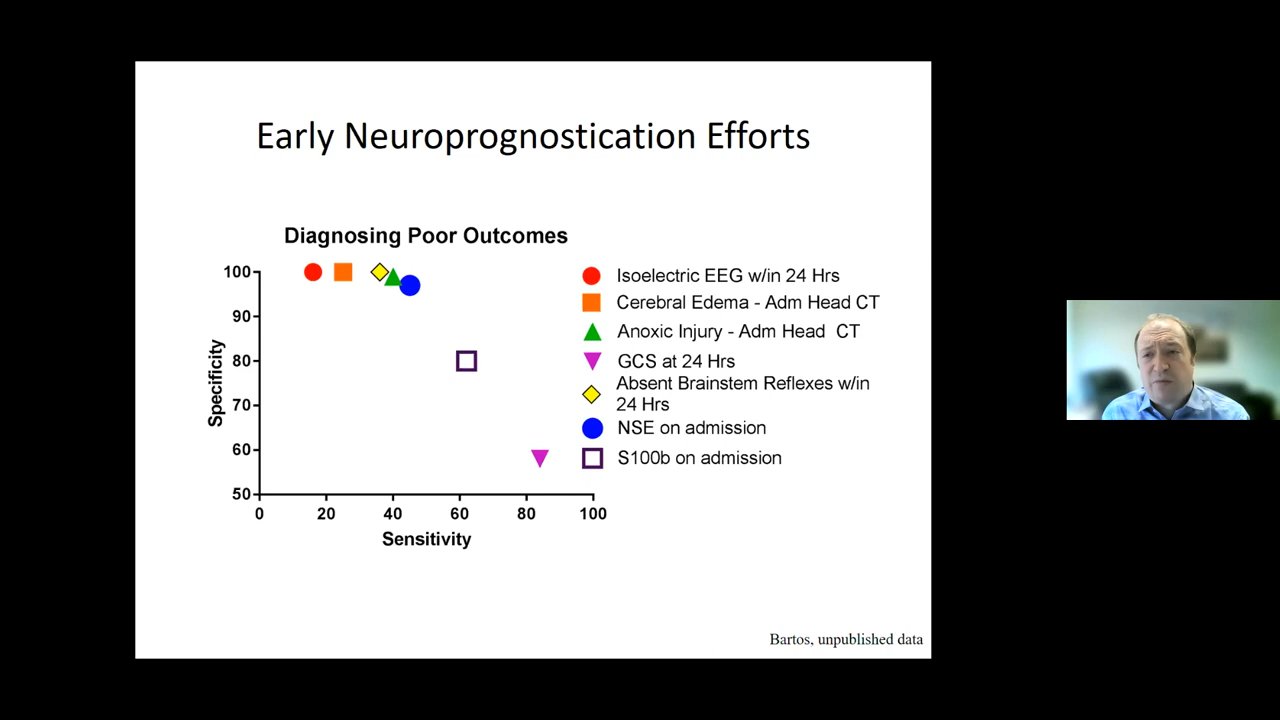 Early Neuroprognostication Efforts
Diagnosing Poor Outcomes
100
90
80
70
60
50
Specificity
0 20 40 60 80 100
Sensitivity
Isoelectric EEG w/in 24 Hrs
Cerebral Edema - Adm Head CT
Anoxic Injury - Adm Head CT
GCS at 24 Hrs
Absent Brainstem Reflexes w/in
24 Hrs
NSE on admission
S100b on admission
Bartos, unpublished data